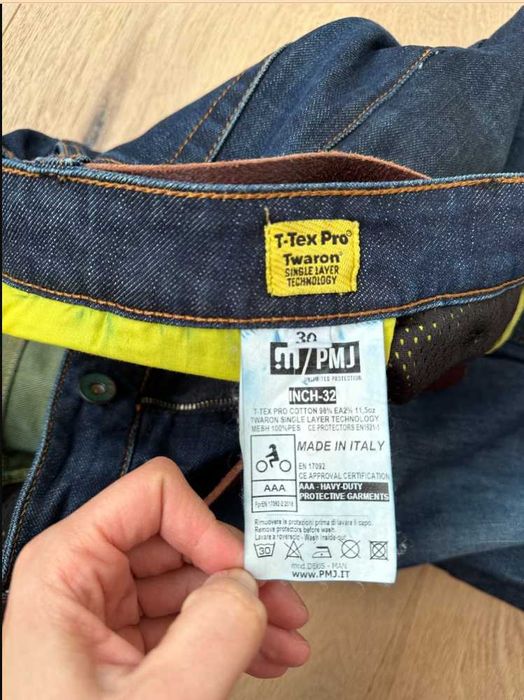 T-Tex Pro®
Twaron®
SINGLE LAYER
TECHNOLOGY
30
PMJ
INCH-32
T-TEX PRO COTTON 98% EA2% 11,5oz
TWARON SINGLE LAYER TECHNOLOGY
MESH 100%PES CE PROTECTORS EN1621-1
MADE IN ITALY
EN 17092
CE APPROVAL CERTIFICATION
AAA
AAA - HEAVY-DUTY
PROTECTIVE GARMENTS
Rimuovere le protezioni prima di lavare il capo.
Remove protectors before wash.
Lavare a rovescio - Wash inside-out
30
MAN
www.PMJ.IT